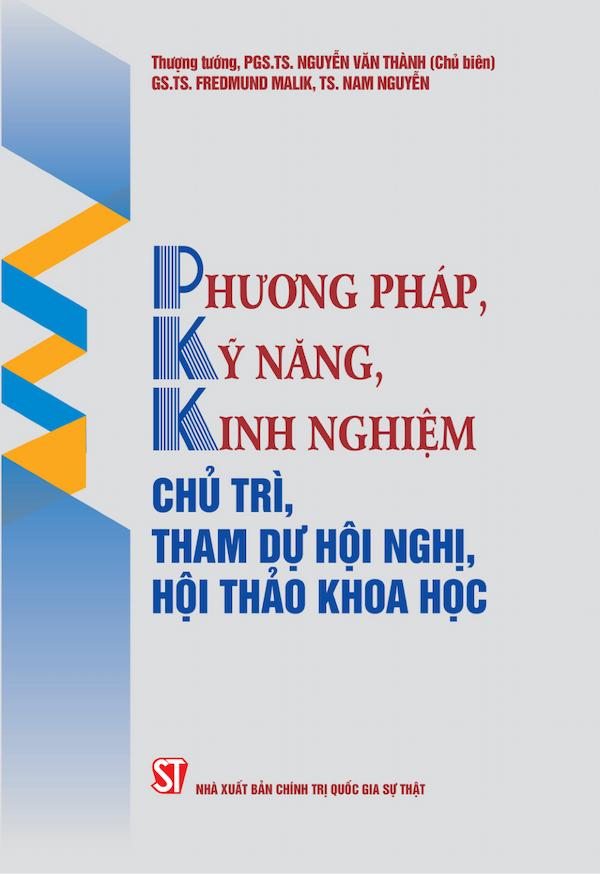 Thượng tướng, PGS.TS. NGUYỄN VĂN THÀNH (Chủ biên)
GS.TS. FREDMUND MALIK, TS. NAM NGUYỄN
PHƯƠNG PHÁP,
KỸ NĂNG,
KINH NGHIỆM
CHỦ TRÌ,
THAM DỰ HỘI NGHỊ,
HỘI THẢO KHOA HỌC
ST
NHÀ XUẤT BẢN CHÍNH TRỊ QUỐC GIA SỰ THẬT